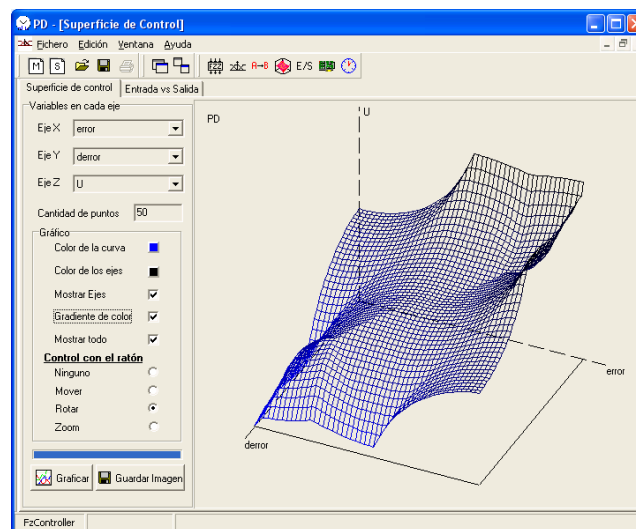 PD - [Superficie de Control]
Fichero Edición Ventana Ayuda
M S E/S
A→B
Superficie de control Entrada vs Salida
Variables en cada eje
Eje X error
Eje Y derror
Eje Z U
Cantidad de puntos 50
Gráfico
Color de la curva
Color de los ejes
Mostrar Ejes
Gradiente de color
Mostrar todo
Control con el ratón
Ninguno
Mover
Rotar
Zoom
Graficar Guardar Imagen
PD
U
error
derror
FzController